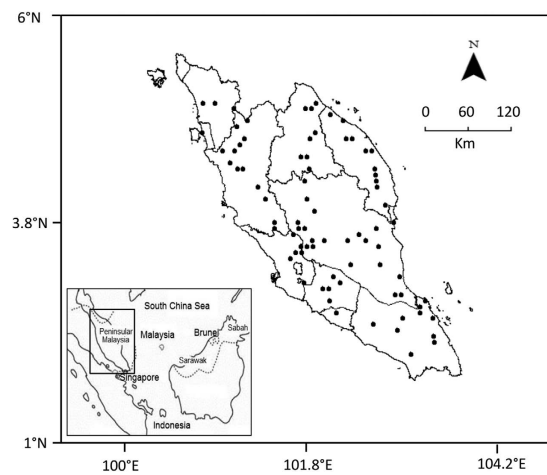 6°N
N
0 60 120
Km
3.8°N
South China Sea
Sabah
Peninsular
Malaysia
Malaysia
Brunei
Sarawak
Singapore
Indonesia
1°N
100°E
101.8°E
104.2°E